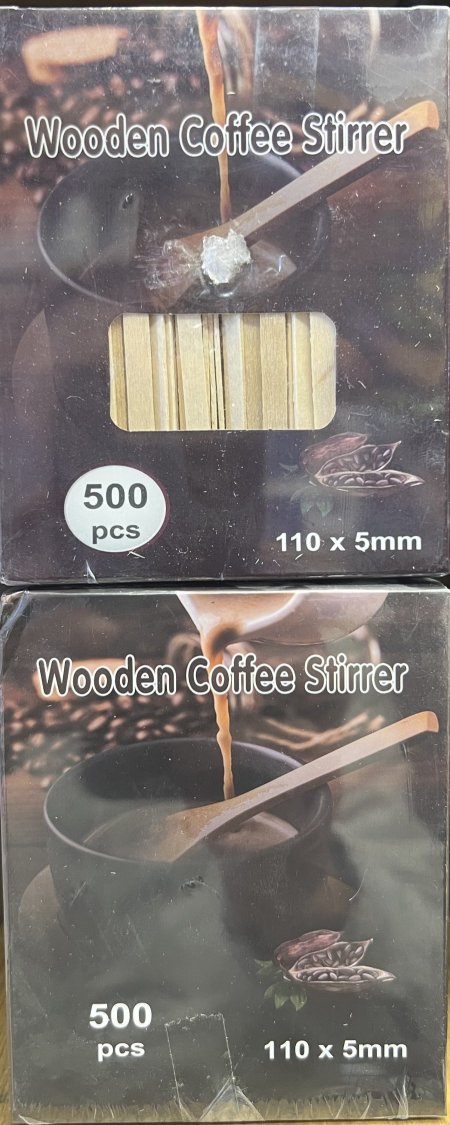 Wooden Coffee Stirrer
500
pcs
110 x 5mm
Wooden Coffee Stirrer
500
pcs
110 x 5mm